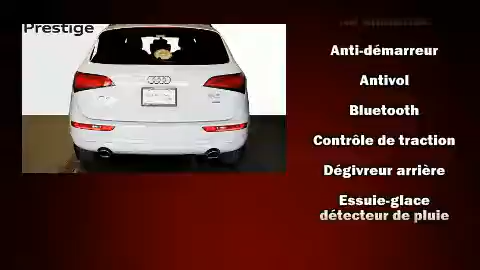 Prestige
Anti-démarreur
Antivol
Bluetooth
Contrôle de traction
Dégivreur arrière
Essuie-glace
détecteur de pluie